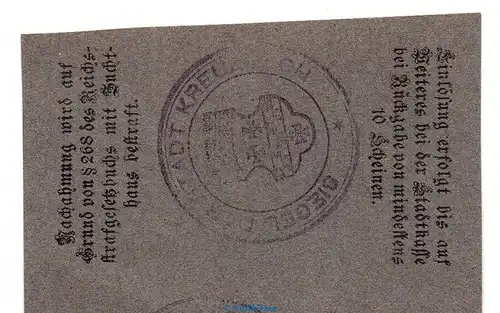 Nachahmung wird auf
Grund von § 268 des Reichs-
strafgesetzbuchs mit Zucht-
haus bestraft.
SIEGEL STADT KREUZNACH *
Einlösung erfolgt bis auf
Weiteres bei der Stadtkasse
bei Rückgabe von mindestens
10 Scheinen.